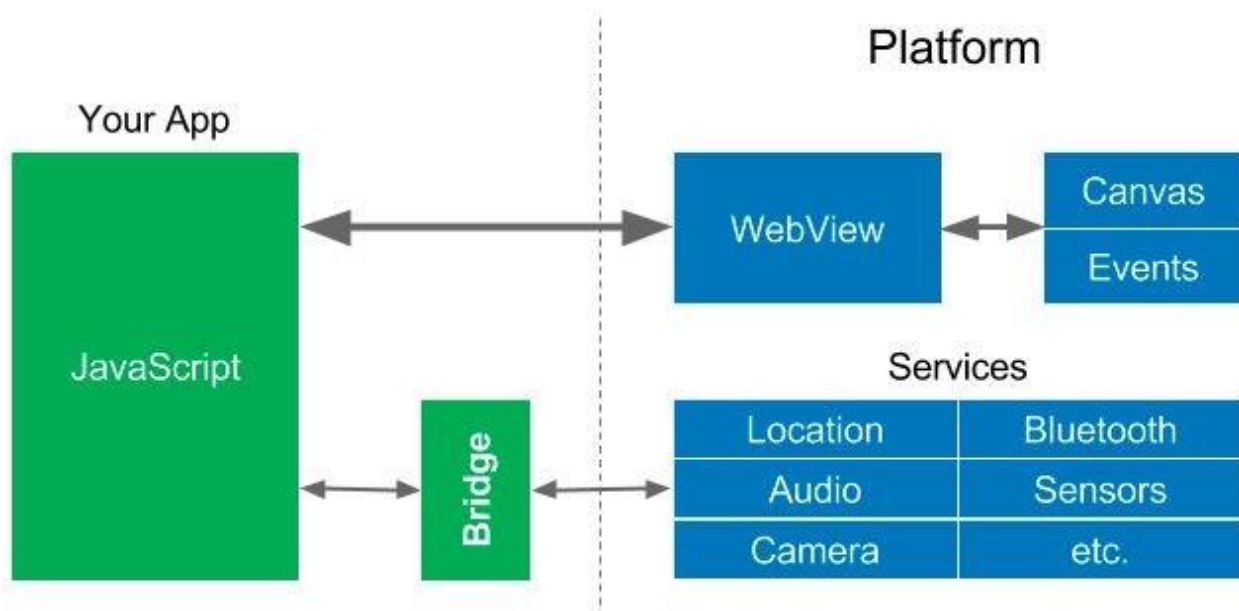 Platform
Your App
JavaScript
WebView
Canvas
Events
Bridge
Services
Location
Bluetooth
Audio
Sensors
Camera
etc.